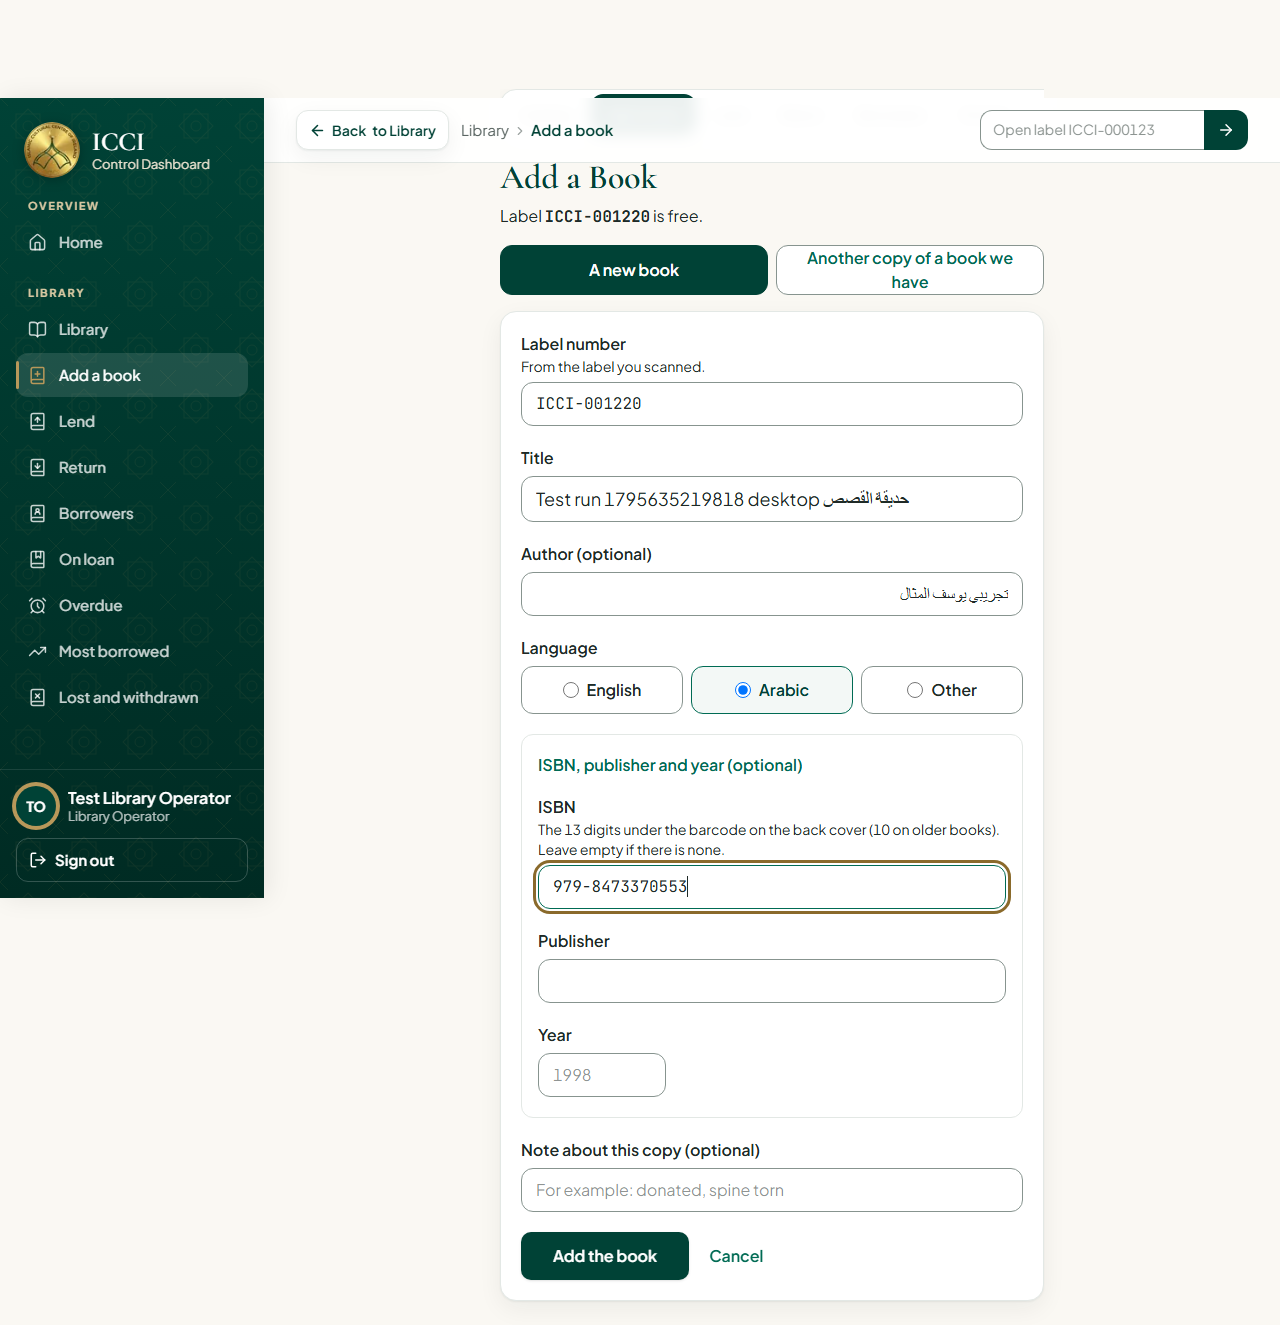 ICCI
Control Dashboard
OVERVIEW
Home
LIBRARY
Library
Add a book
Lend
Return
Borrowers
On loan
Overdue
Most borrowed
Lost and withdrawn
TO
Test Library Operator
Library Operator
Sign out
Back to Library
Library › Add a book
Open label ICCI-000123
Add a Book
Label ICCI-001220 is free.
A new book
Another copy of a book we
have
Label number
From the label you scanned.
ICCI-001220
Title
Test run 1795635219818 desktop حديقة القصص
Author (optional)
تجريبي يوسف المثال
Language
English
Arabic
Other
ISBN, publisher and year (optional)
ISBN
The 13 digits under the barcode on the back cover (10 on older books).
Leave empty if there is none.
979-8473370553
Publisher
Year
1998
Note about this copy (optional)
For example: donated, spine torn
Add the book
Cancel